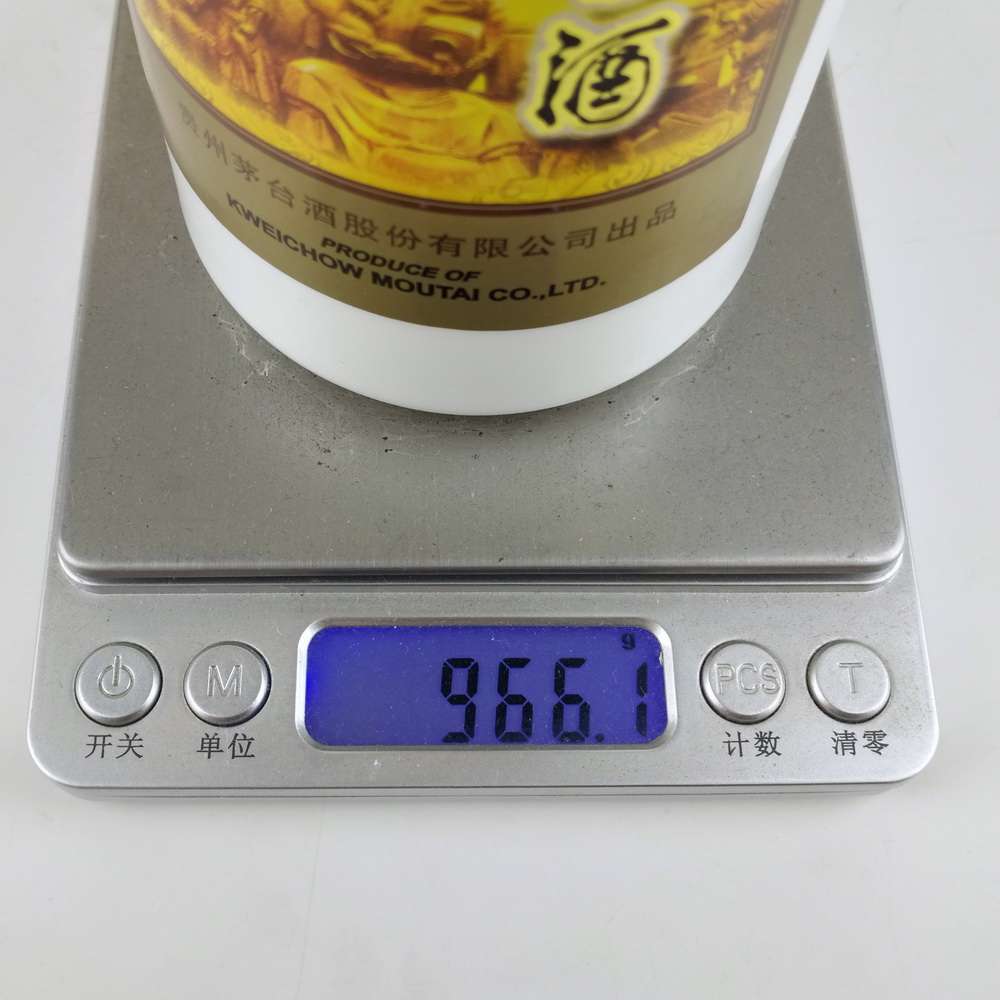 酒
贵州茅台酒股份有限公司出品
PRODUCE OF
KWEICHOW MOUTAI CO.,LTD.
g
966.1
M
PCS
T
开关
单位
计数
清零